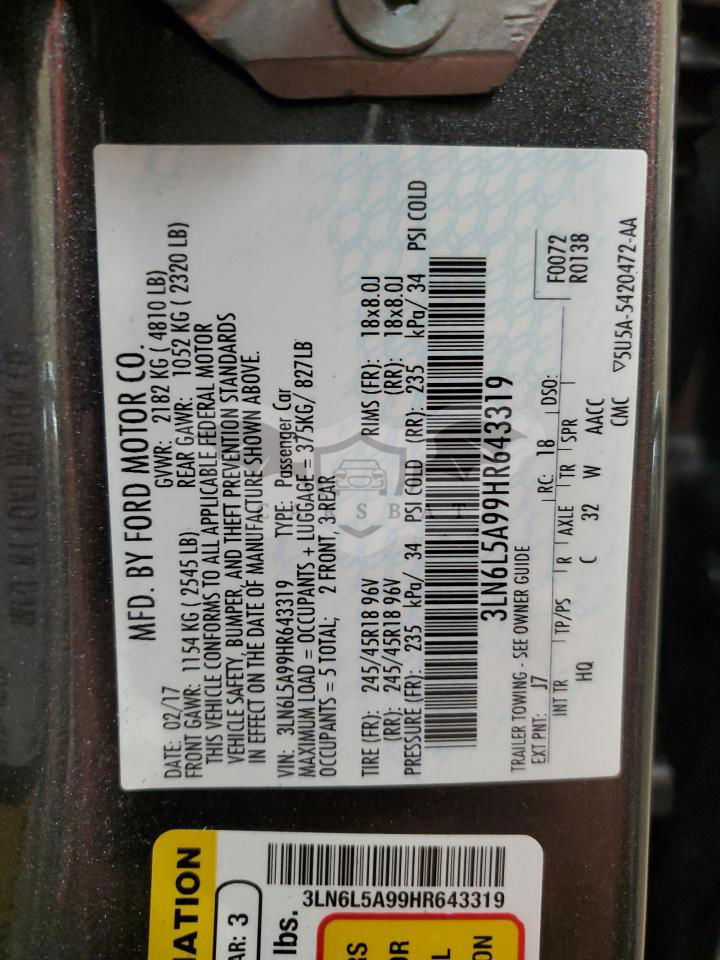 MFD. BY FORD MOTOR CO.
DATE: 02/17 GVWR: 2182 KG ( 4810 LB)
FRONT GAWR: 1154 KG ( 2545 LB) REAR GAWR: 1052 KG ( 2320 LB)
THIS VEHICLE CONFORMS TO ALL APPLICABLE FEDERAL MOTOR
VEHICLE SAFETY, BUMPER, AND THEFT PREVENTION STANDARDS
IN EFFECT ON THE DATE OF MANUFACTURE SHOWN ABOVE.
VIN: 3LN6L5A99HR643319 TYPE: Passenger Car
MAXIMUM LOAD = OCCUPANTS + LUGGAGE = 375KG/ 827LB
OCCUPANTS = 5 TOTAL; 2 FRONT, 3 REAR
TIRE (FR): 245/45R18 96V RIMS (FR): 18x8.0J
(RR): 245/45R18 96V (RR): 18x8.0J
PRESSURE (FR): 235 kPa/ 34 PSI COLD (RR): 235 kPa/ 34 PSI COLD
3LN6L5A99HR643319
TRAILER TOWING - SEE OWNER GUIDE
F0072
R0138
EXT PNT: J7 RC: 18 DSO:
INT TR TP/PS R AXLE TR SPR
HQ C 32 W AACC
CMC
▽5U5A-5420472-AA
3LN6L5A99HR643319
AR: 3
lbs.